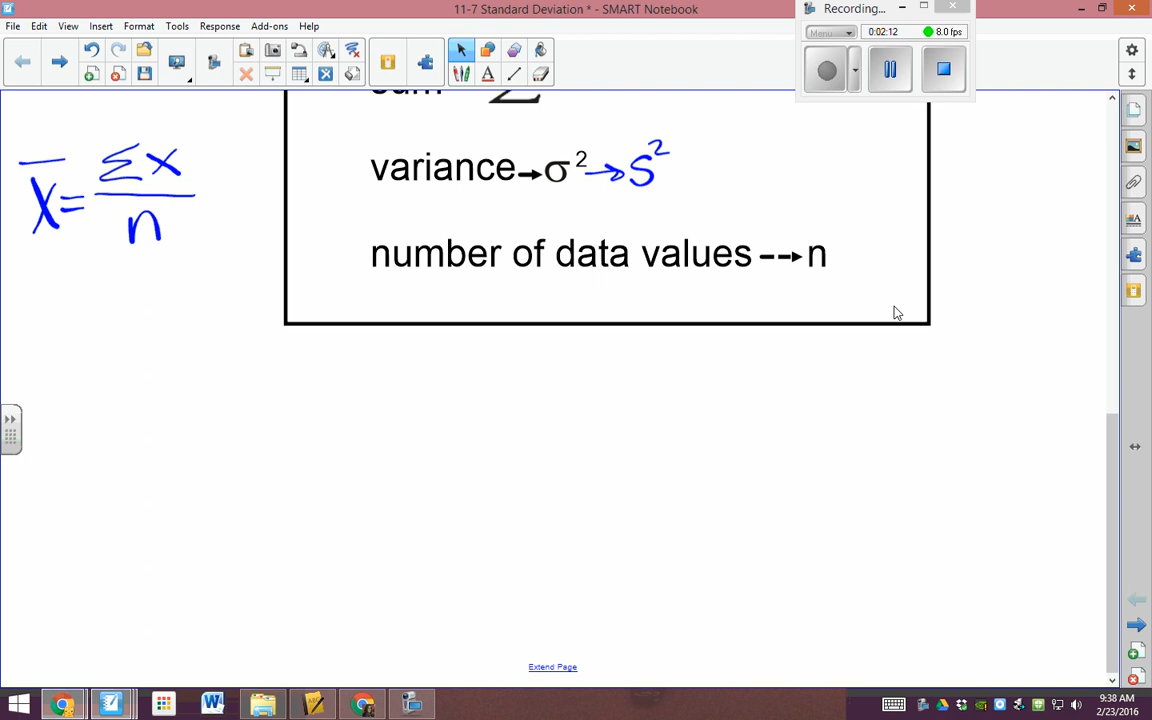 11-7 Standard Deviation * - SMART Notebook
Recording...
File Edit View Insert Format Tools Response Add-ons Help
Menu 0:02:12 8.0 fps
sum ∑
x̄ = ∑x / n
variance→σ² → S²
number of data values --→ n
Extend Page
9:38 AM
2/23/2016